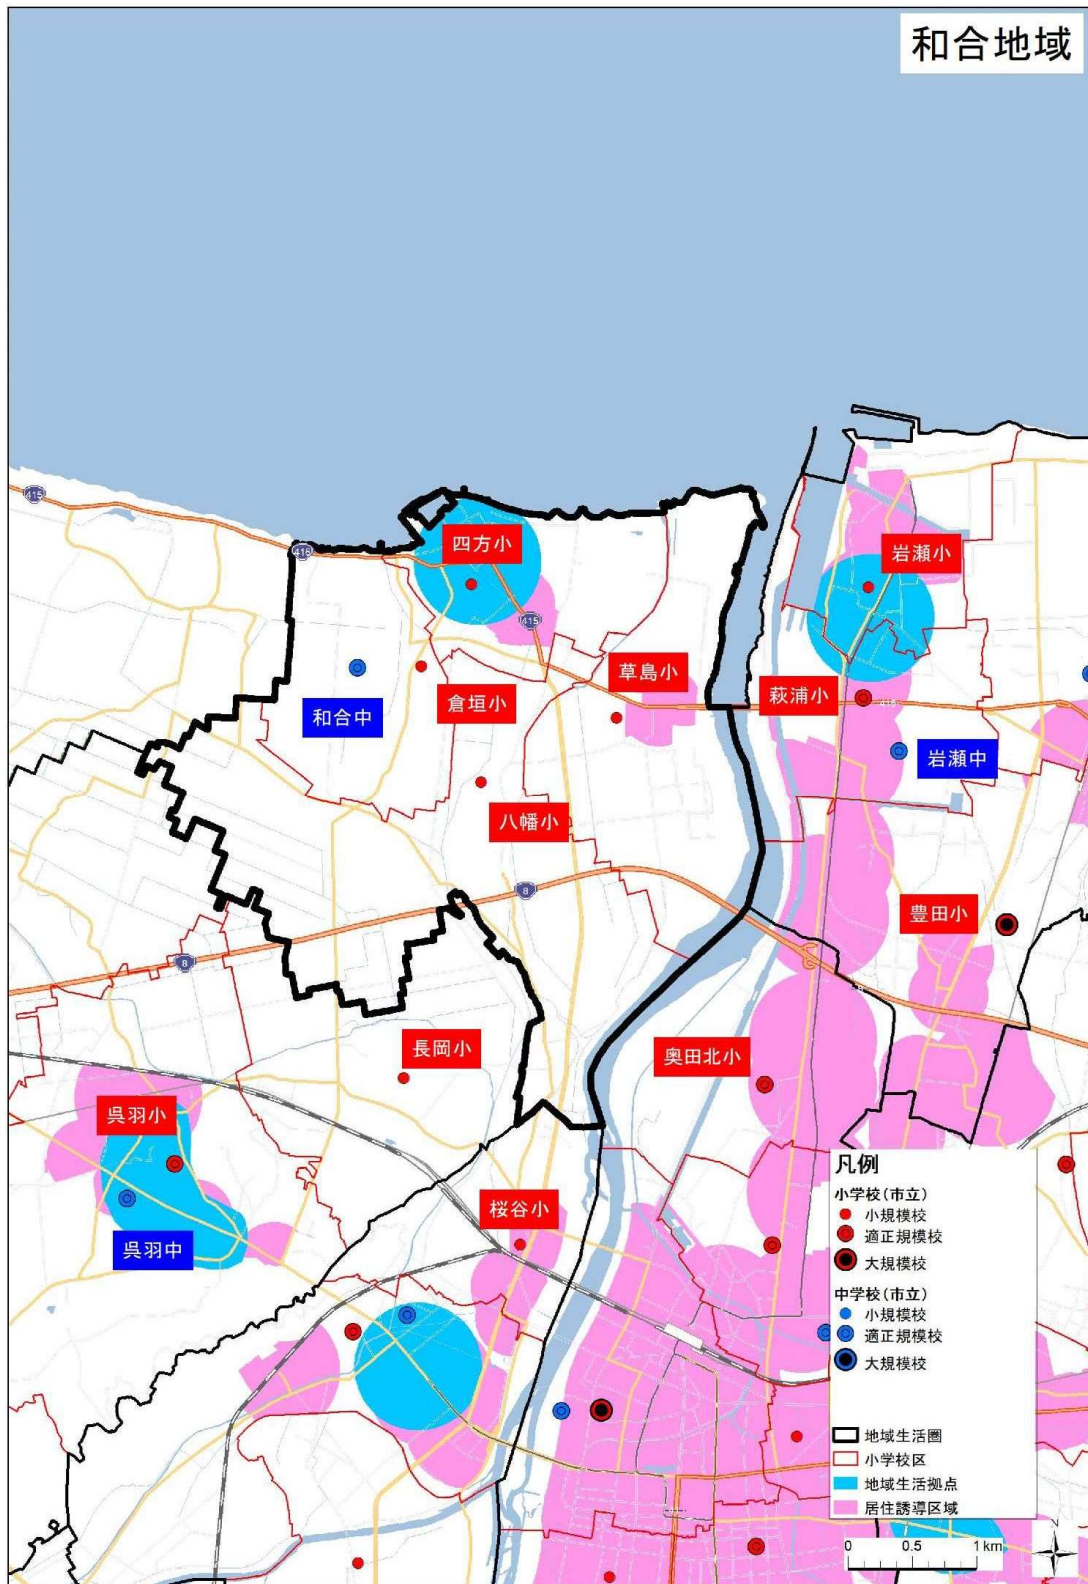 和合地域
415
415
四方小
岩瀬小
415
草島小
倉垣小
萩浦小
和合中
岩瀬中
八幡小
8
豊田小
8
長岡小
奥田北小
呉羽小
桜谷小
呉羽中
凡例
小学校(市立)
小規模校
適正規模校
大規模校
中学校(市立)
小規模校
適正規模校
大規模校
地域生活圏
小学校区
地域生活拠点
居住誘導区域
0 0.5 1 km
N